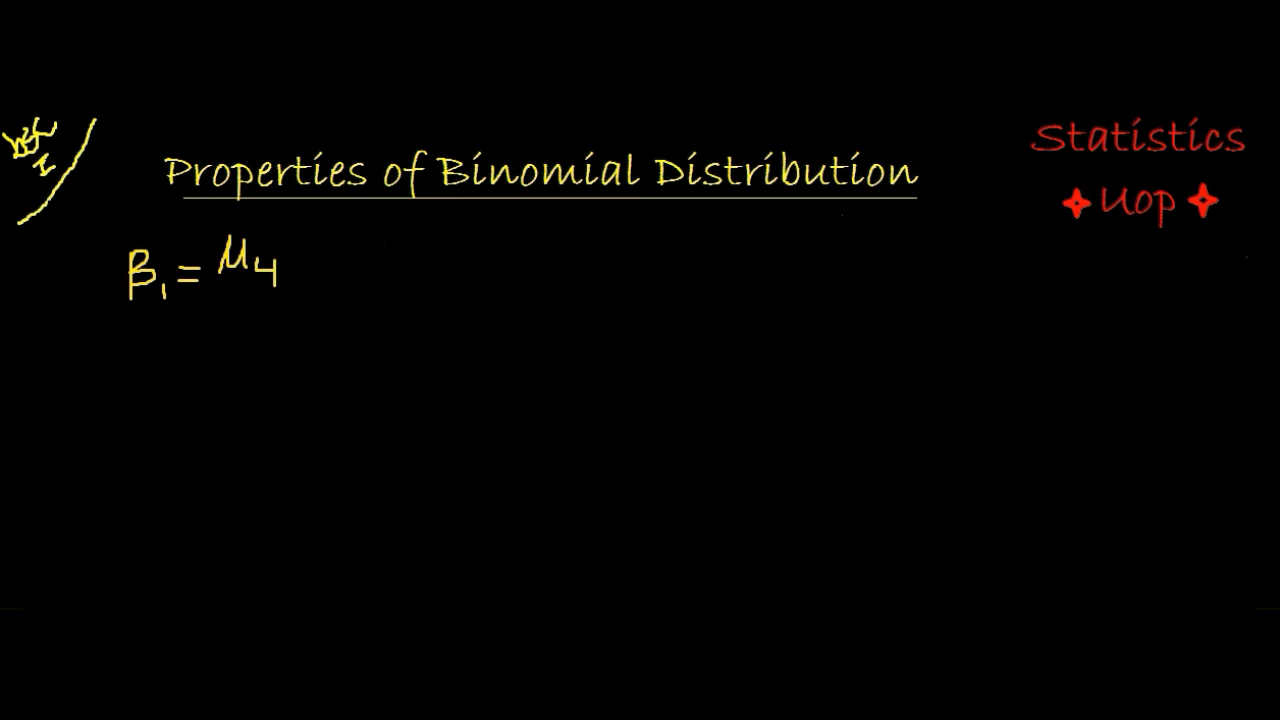 Statistics
Properties of Binomial Distribution
Uop
β₁ = μ₄